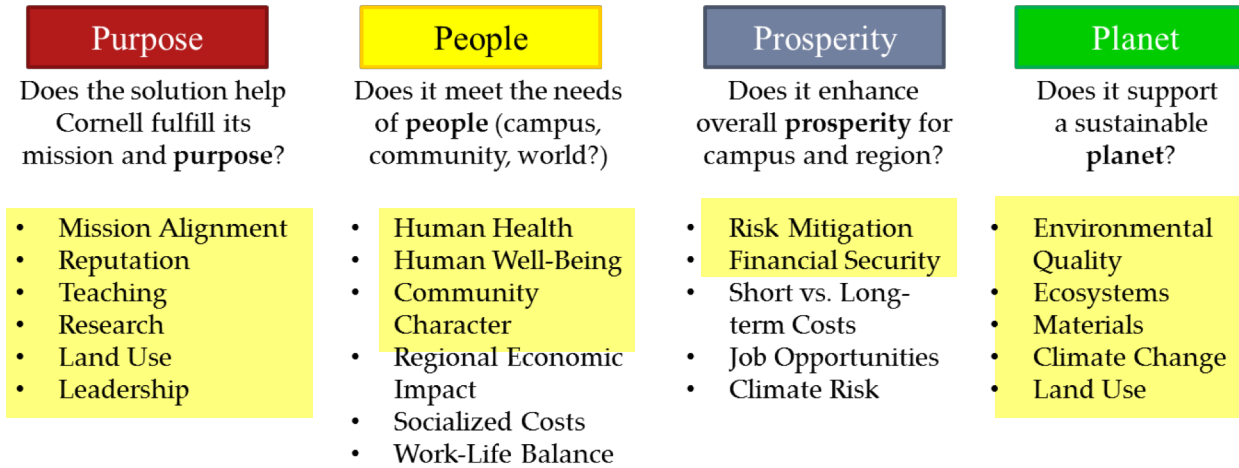 Purpose
Does the solution help
Cornell fulfill its
mission and purpose?
• Mission Alignment
• Reputation
• Teaching
• Research
• Land Use
• Leadership
People
Does it meet the needs
of people (campus,
community, world?)
• Human Health
• Human Well-Being
• Community
Character
• Regional Economic
Impact
• Socialized Costs
• Work-Life Balance
Prosperity
Does it enhance
overall prosperity for
campus and region?
• Risk Mitigation
• Financial Security
• Short vs. Long-
term Costs
• Job Opportunities
• Climate Risk
Planet
Does it support
a sustainable
planet?
• Environmental
Quality
• Ecosystems
• Materials
• Climate Change
• Land Use